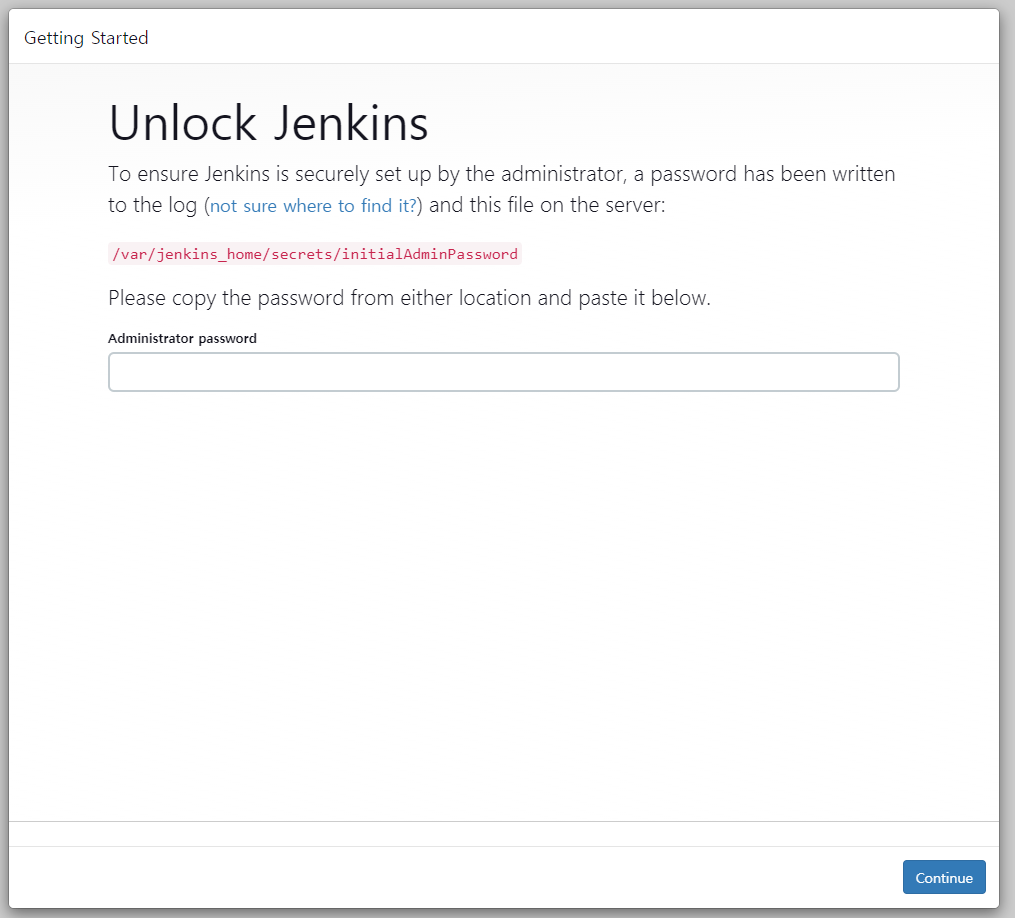 Getting Started
Unlock Jenkins
To ensure Jenkins is securely set up by the administrator, a password has been written
to the log (not sure where to find it?) and this file on the server:
/var/jenkins_home/secrets/initialAdminPassword
Please copy the password from either location and paste it below.
Administrator password
Continue